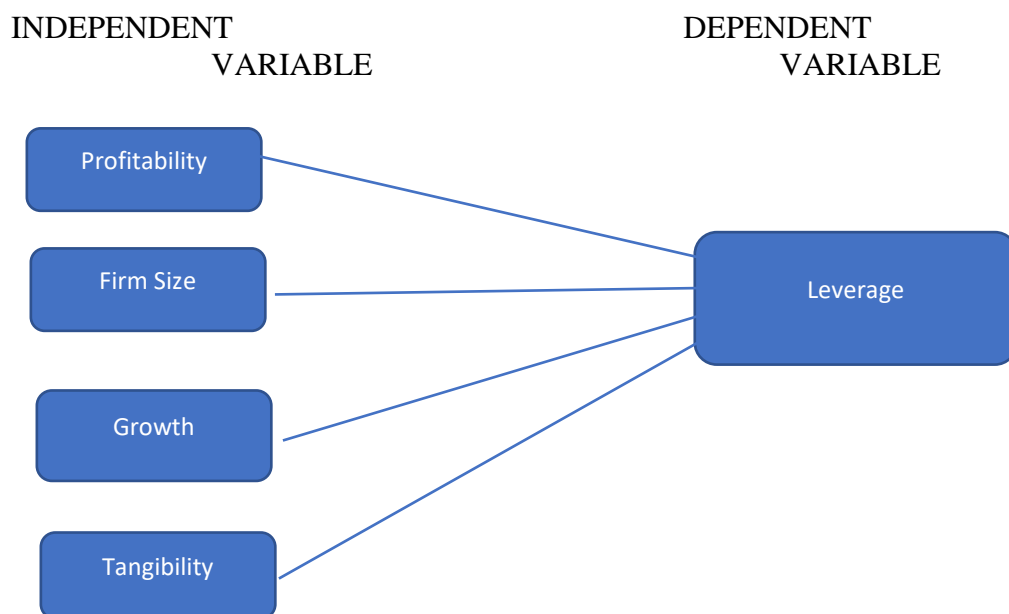 INDEPENDENT VARIABLE
DEPENDENT VARIABLE
Profitability
Firm Size
Leverage
Growth
Tangibility